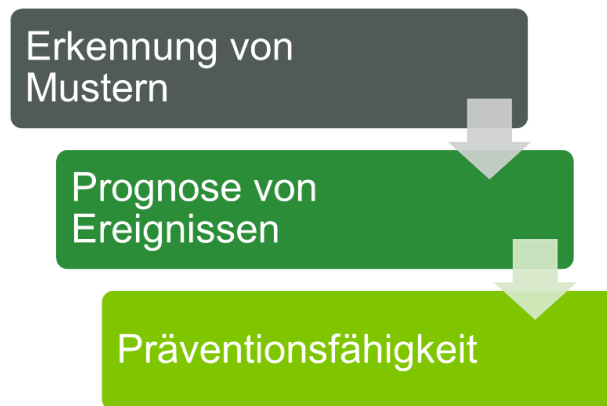 Erkennung von
Mustern
Prognose von
Ereignissen
Präventionsfähigkeit